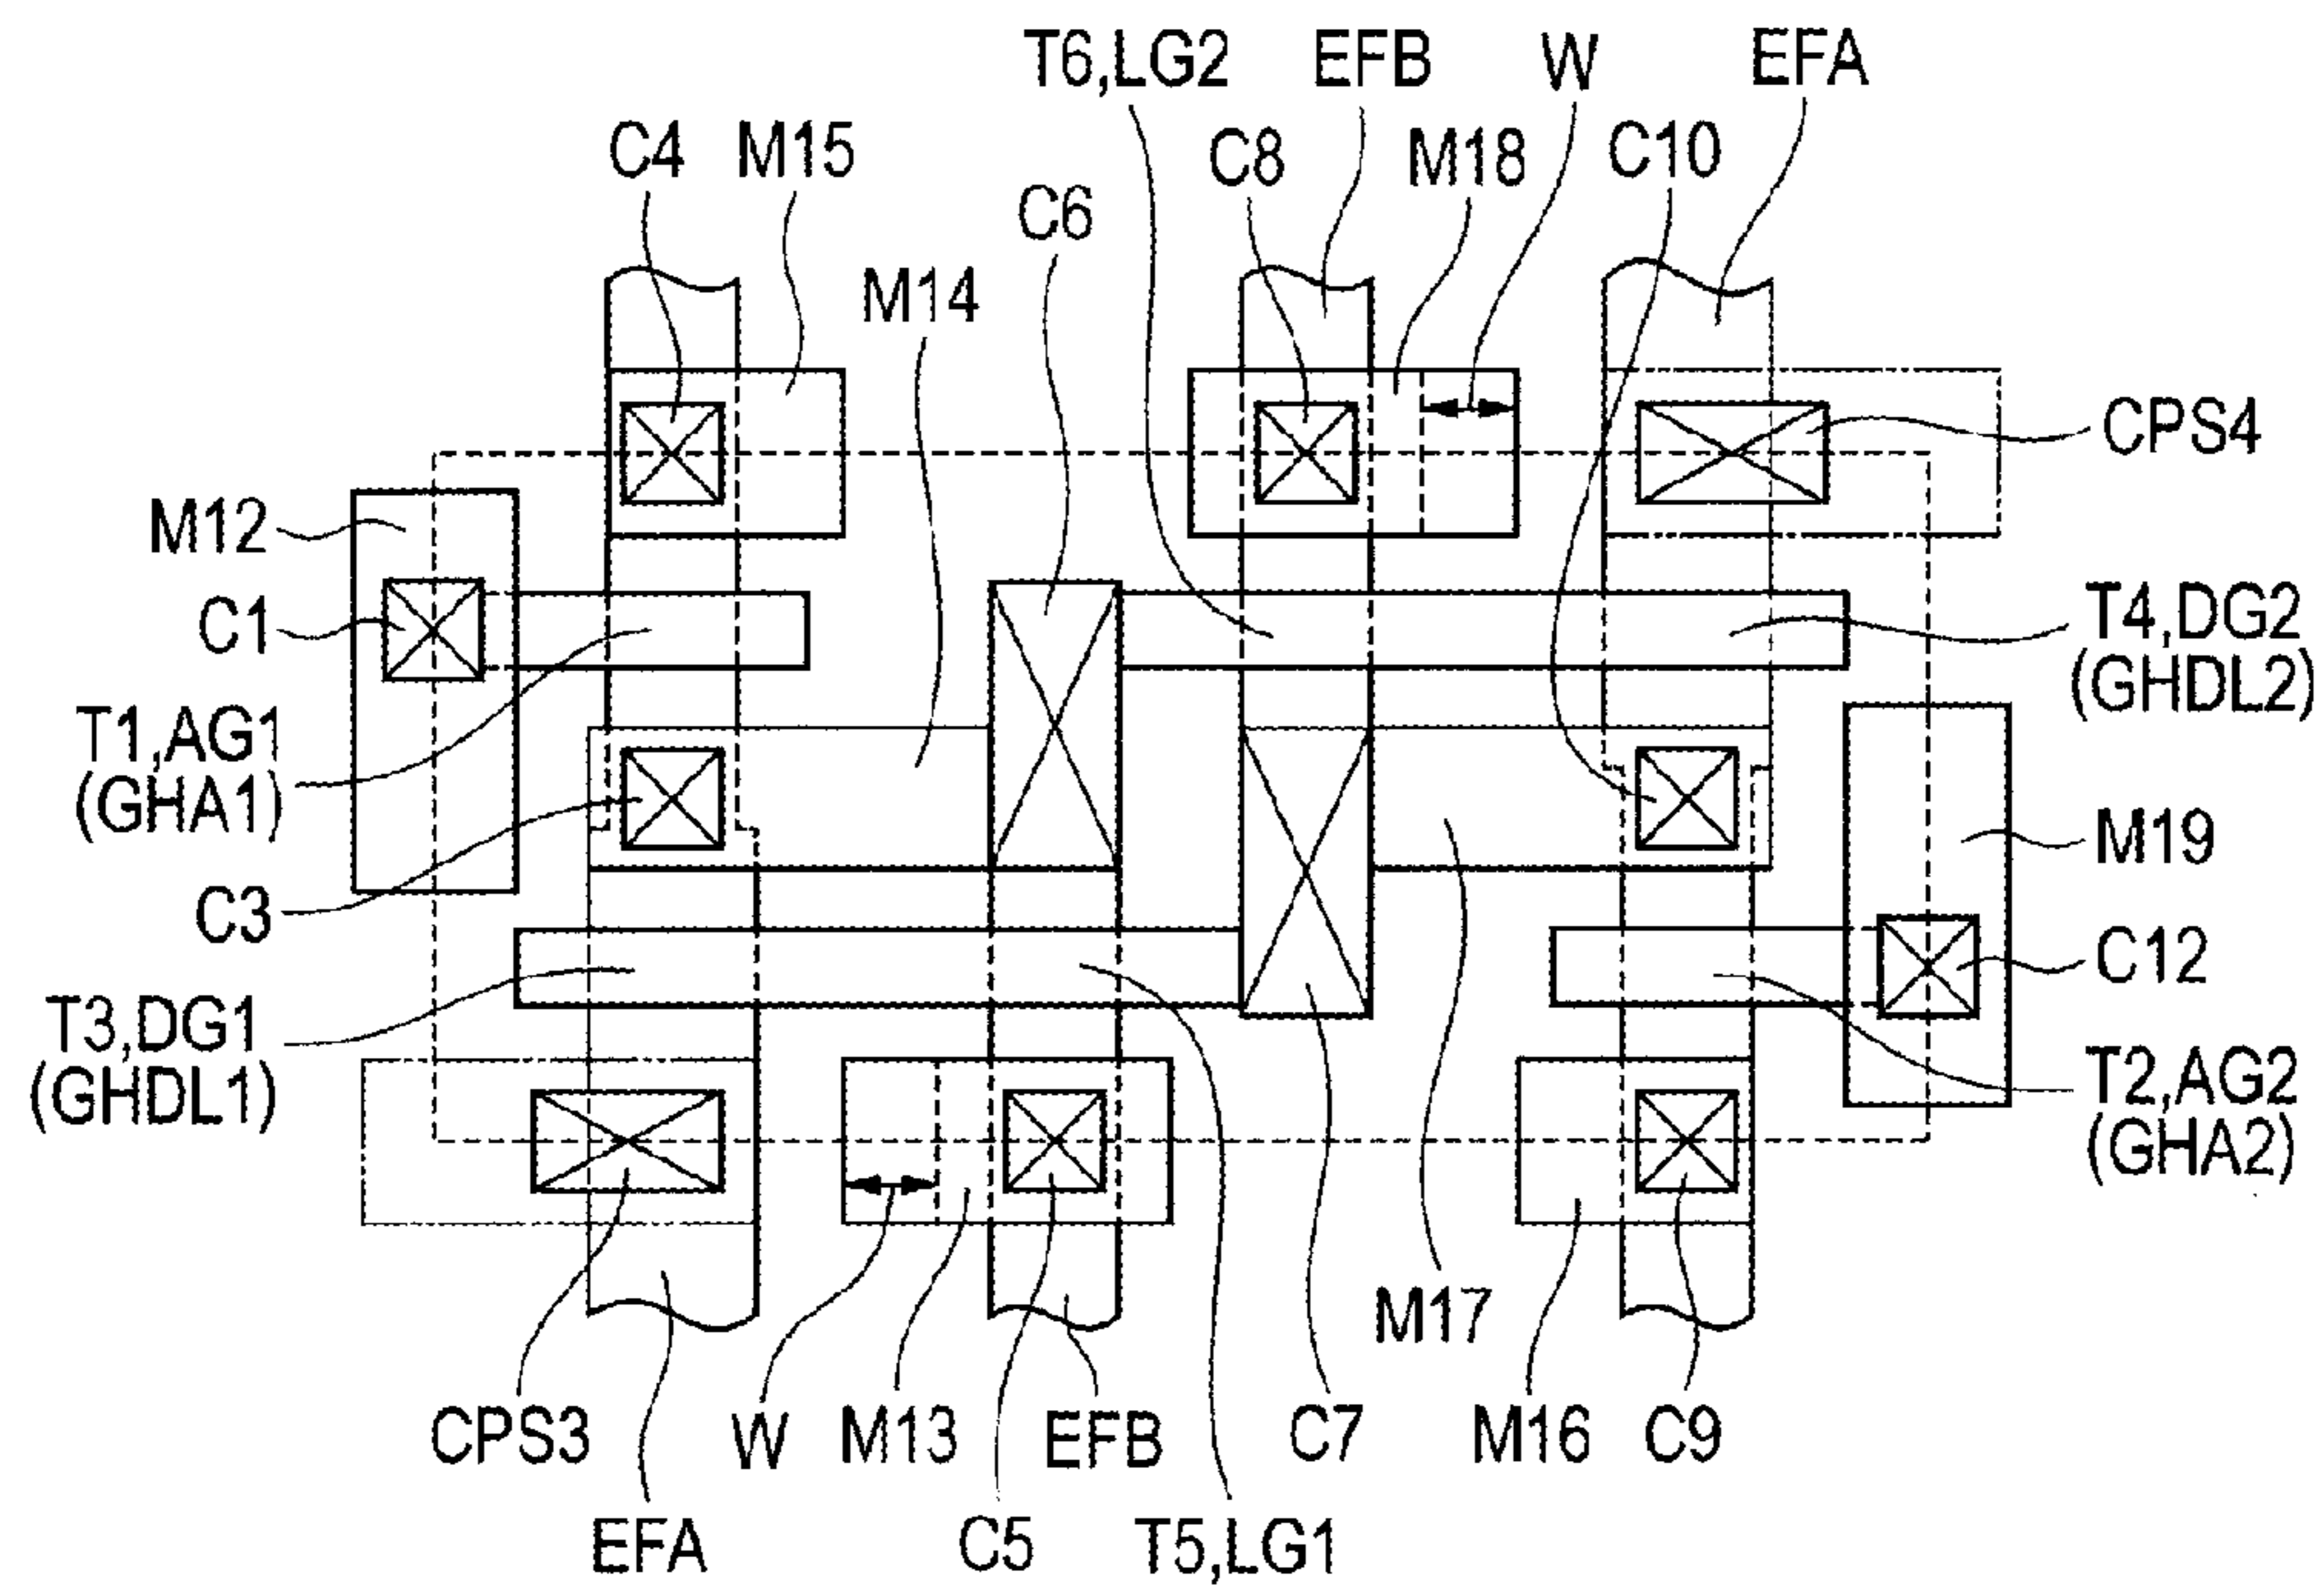 T6,LG2 EFB W EFA
C4 M15 C8 M18 C10
C6
M14
CPS4
M12
C1
T4,DG2
(GHDL2)
T1,AG1
(GHA1)
M19
C3
C12
T3,DG1
(GHDL1)
T2,AG2
(GHA2)
M17
CPS3 W M13 EFB C7 M16 C9
EFA C5 T5,LG1